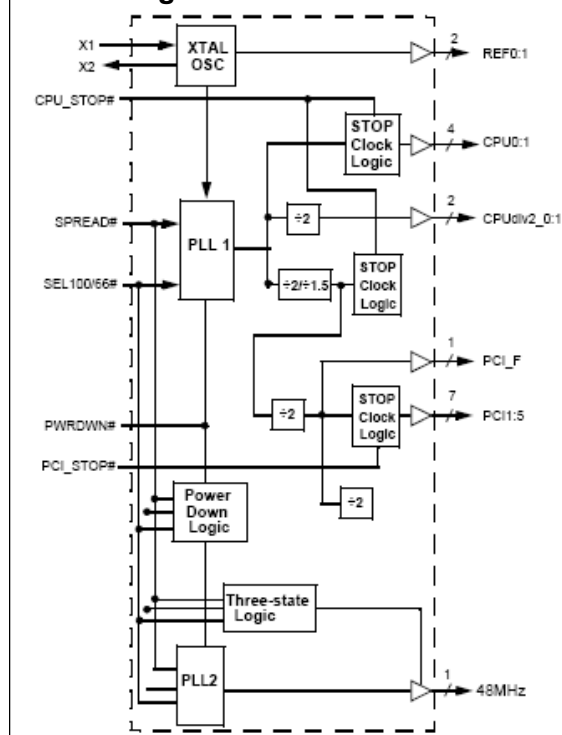 X1
X2
XTAL
OSC
2
REF0:1
CPU_STOP#
STOP
Clock
Logic
4
CPU0:1
SPREAD#
PLL 1
÷2
2
CPUdiv2_0:1
SEL100/66#
÷2/÷1.5
STOP
Clock
Logic
1
PCI_F
÷2
STOP
Clock
Logic
7
PCI1:5
PWRDWN#
PCI_STOP#
Power
Down
Logic
÷2
Three-state
Logic
PLL2
1
48MHz